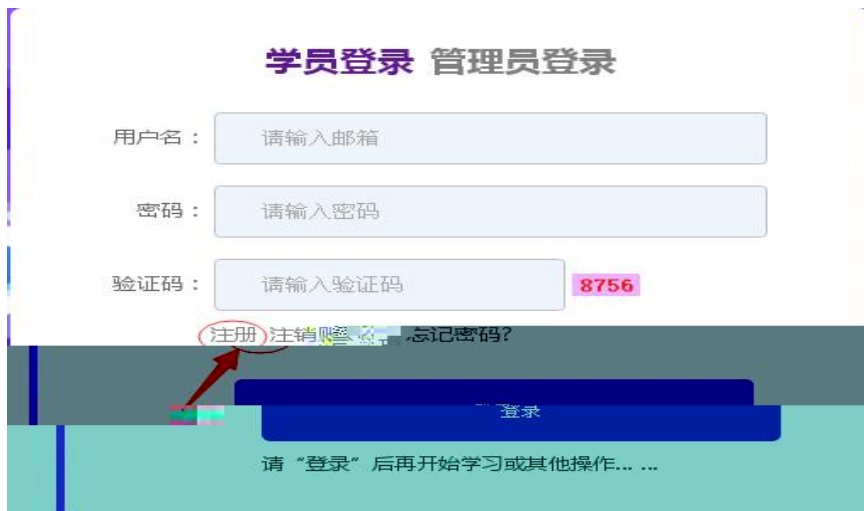 学员登录 管理员登录
用户名： 请输入邮箱
密码： 请输入密码
验证码： 请输入验证码 8756
注册 注销账 忘记密码?
登录
请“登录”后再开始学习或其他操作... ...